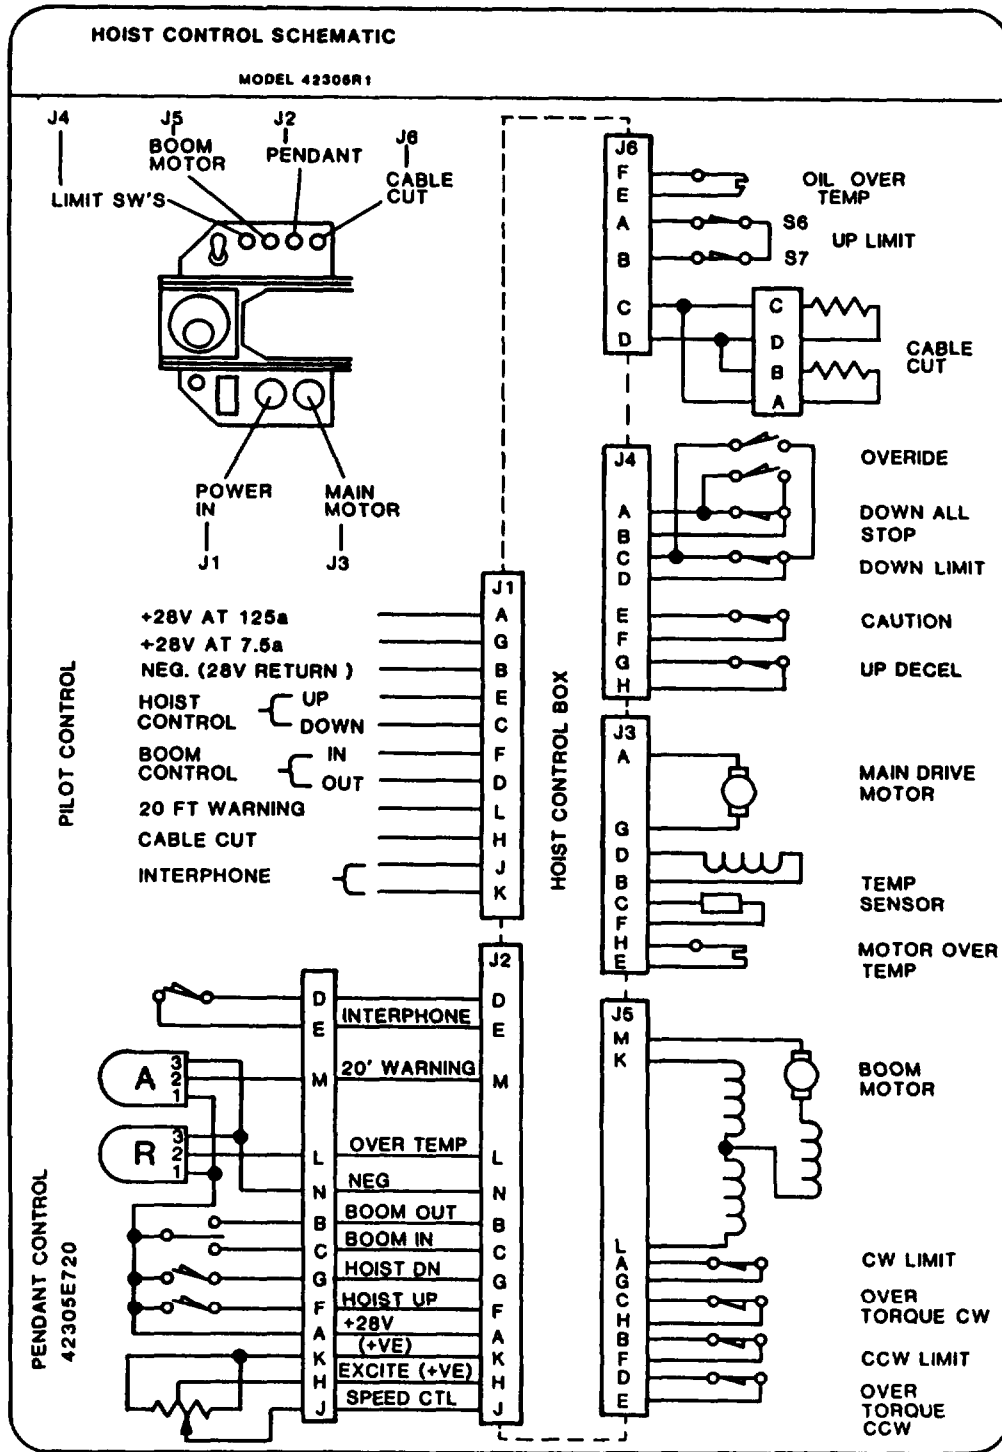 HOIST CONTROL SCHEMATIC
MODEL 42305R1
J4
J5
BOOM
MOTOR
J2
PENDANT
J6
CABLE
CUT
LIMIT SW'S
POWER
IN
J1
MAIN
MOTOR
J3
PILOT CONTROL
J1
+28V AT 125a A
+28V AT 7.5a G
NEG. (28V RETURN ) B
HOIST
CONTROL
UP E
DOWN C
BOOM
CONTROL
IN F
OUT D
20 FT WARNING L
CABLE CUT H
INTERPHONE J
K
PENDANT CONTROL
42305E720
J2
D D
INTERPHONE
E E
A 3 2 1
M 20' WARNING M
R 3 2 1
L OVER TEMP L
N NEG N
B BOOM OUT B
C BOOM IN C
G HOIST DN G
F HOIST UP F
A +28V A
K (+VE) K
H EXCITE (+VE) H
J SPEED CTL J
HOIST CONTROL BOX
J6
F
E
OIL OVER
TEMP
A S6
UP LIMIT
B S7
C C
D D
B
A
CABLE
CUT
J4
OVERIDE
A
B
DOWN ALL
STOP
C
D
DOWN LIMIT
E
F
CAUTION
G
H
UP DECEL
J3
A
G
MAIN DRIVE
MOTOR
D
B
C
F
TEMP
SENSOR
H
E
MOTOR OVER
TEMP
J5
M
K
BOOM
MOTOR
L
A
G
CW LIMIT
C
H
OVER
TORQUE CW
B
F
CCW LIMIT
D
E
OVER
TORQUE
CCW